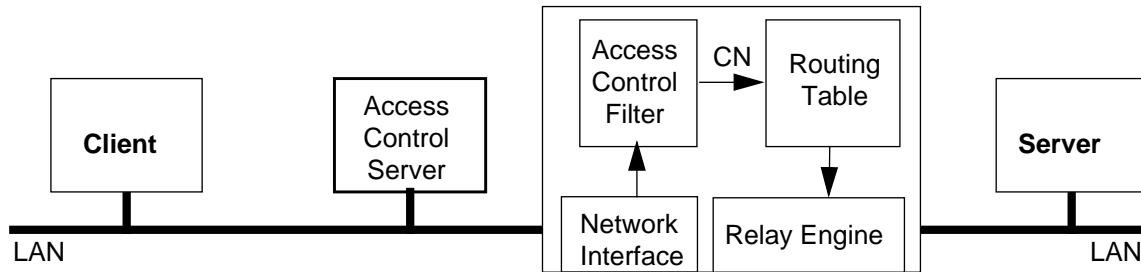 Client
Access
Control
Server
Access
Control
Filter
CN
Routing
Table
Network
Interface
Relay Engine
Server
LAN
LAN